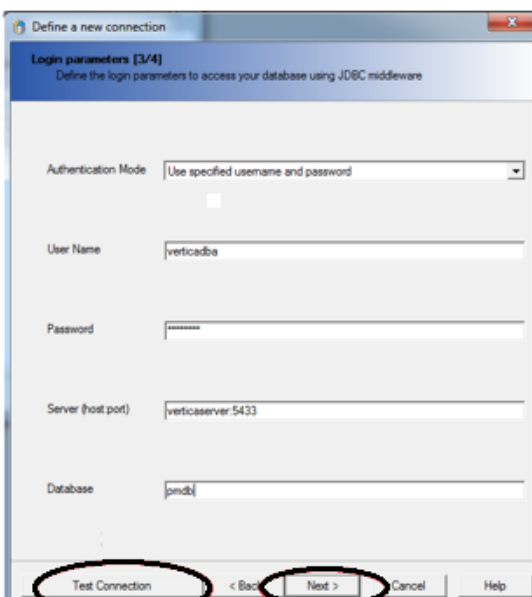 Define a new connection
Login parameters [3/4]
Define the login parameters to access your database using JDBC middleware
Authentication Mode Use specified username and password
User Name verticadba
Password ********
Server (host:port) verticaserver:5433
Database pmdb
Test Connection < Back Next > Cancel Help